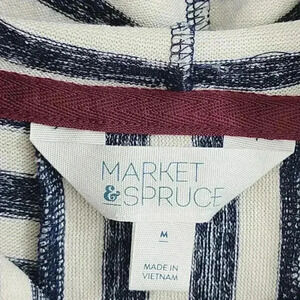 MARKET
& SPRUCE
M
MADE IN
VIETNAM